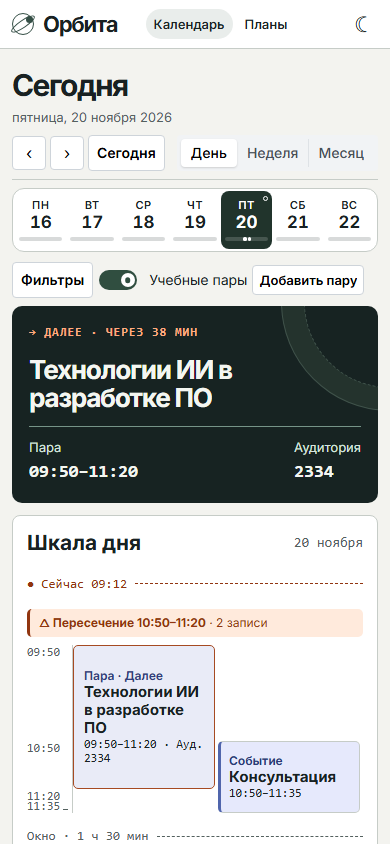 Орбита Календарь Планы
Сегодня
пятница, 20 ноября 2026
‹ › Сегодня День Неделя Месяц
ПН ВТ СР ЧТ ПТ СБ ВС
16 17 18 19 20 21 22
Фильтры Учебные пары Добавить пару
→ ДАЛЕЕ · ЧЕРЕЗ 38 МИН
Технологии ИИ в
разработке ПО
Пара Аудитория
09:50–11:20 2334
Шкала дня 20 ноября
Сейчас 09:12
△ Пересечение 10:50–11:20 · 2 записи
09:50
Пара · Далее
Технологии ИИ
в разработке
ПО
09:50–11:20 · Ауд.
2334
10:50
Событие
Консультация
10:50–11:35
11:20
11:35
Окно · 1 ч 30 мин